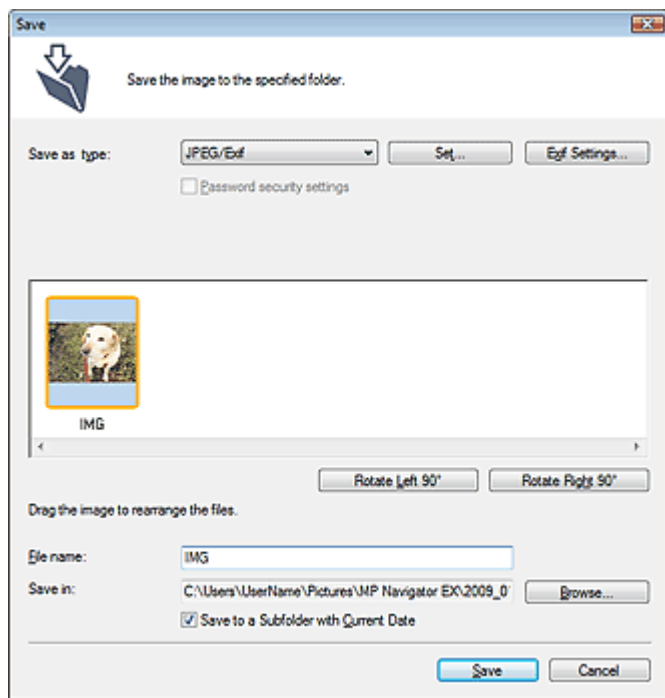 Save
Save the image to the specified folder.
Save as type: JPEG/Exif Set... Exif Settings...
Password security settings
IMG
Rotate Left 90° Rotate Right 90°
Drag the image to rearrange the files.
File name: IMG
Save in: C:\Users\UserName\Pictures\MP Navigator EX\2009_0 Browse...
Save to a Subfolder with Current Date
Save Cancel